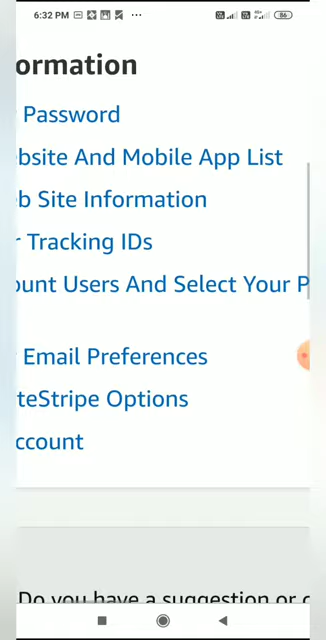 6:32 PM
86
ormation
Password
bsite And Mobile App List
b Site Information
r Tracking IDs
ount Users And Select Your P
Email Preferences
teStripe Options
ccount
Do you have a suggestion or c